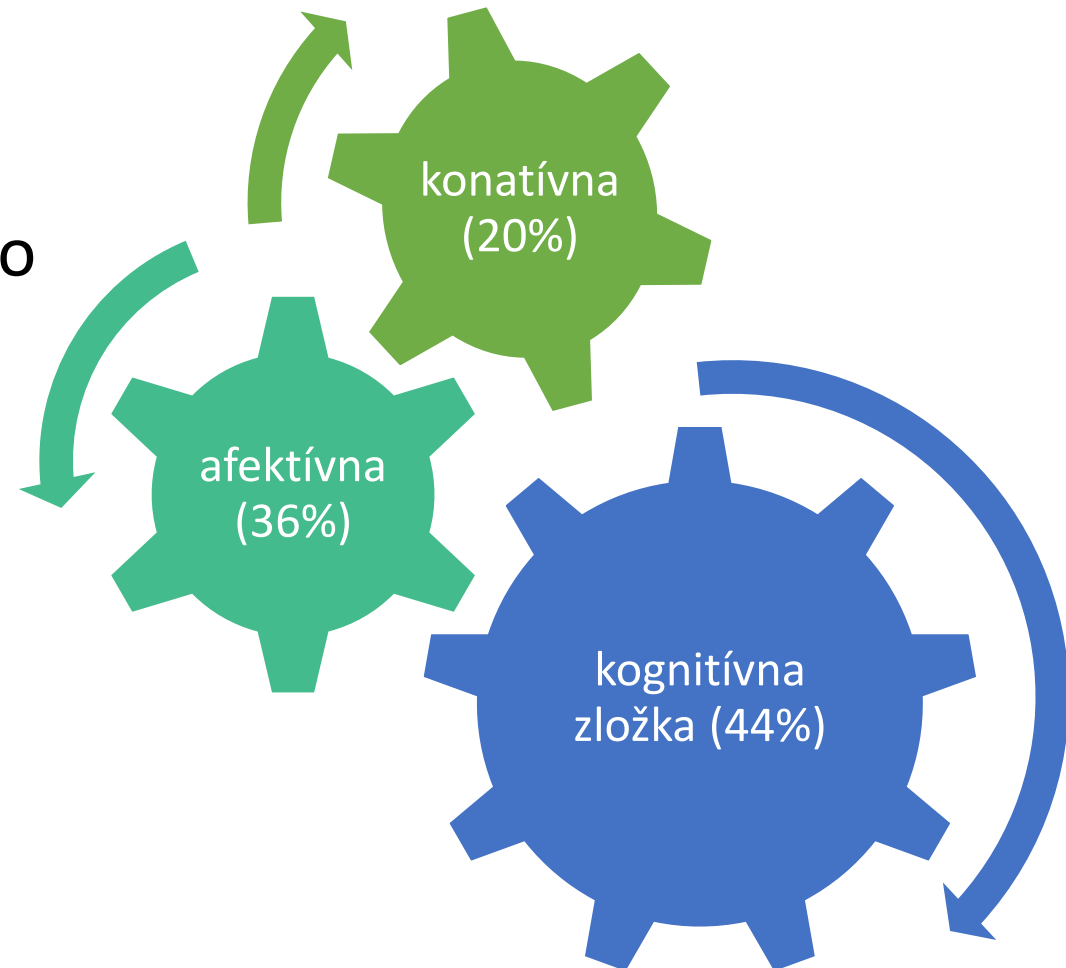 konatívna
(20%)
o
afektívna
(36%)
kognitívna
zložka (44%)